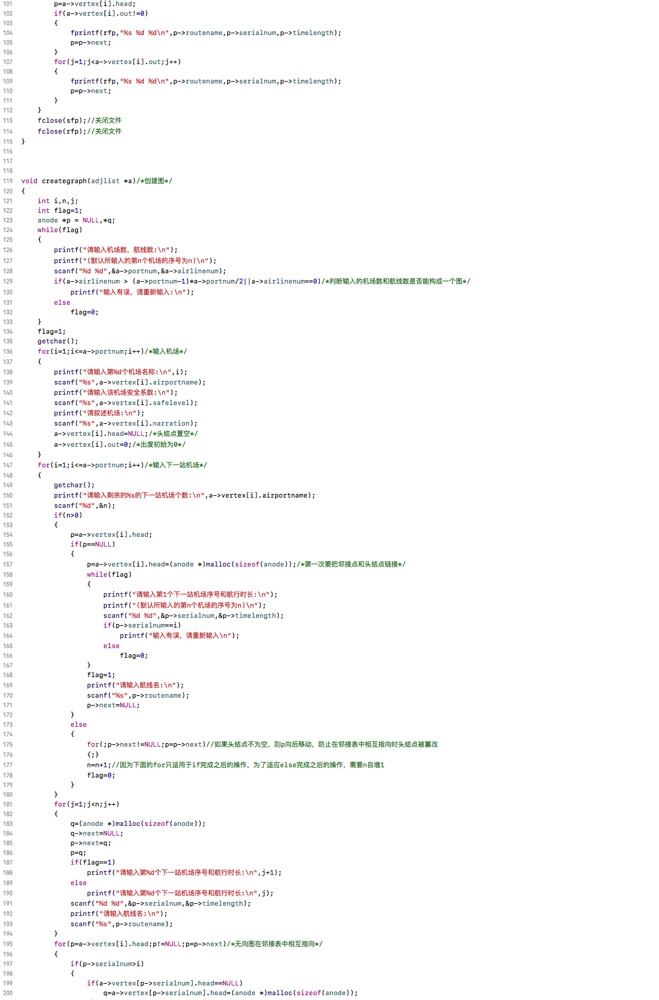 101 p=a->vertex[i].head;
102 if(a->vertex[i].out!=0)
103 {
104 fprintf(rfp,"%s %d %d\n",p->routename,p->serialnum,p->timelength);
105 p=p->next;
106 }
107 for(j=1;j<a->vertex[i].out;j++)
108 {
109 fprintf(rfp,"%s %d %d\n",p->routename,p->serialnum,p->timelength);
110 p=p->next;
111 }
112 }
113 fclose(sfp);//关闭文件
114 fclose(rfp);//关闭文件
115 }
116
117
118
119 void creategraph(adjlist *a)/*创建图*/
120 {
121 int i,n,j;
122 int flag=1;
123 anode *p = NULL,*q;
124 while(flag)
125 {
126 printf("请输入机场数，航线数:\n");
127 printf("(默认所输入的第n个机场的序号为n)\n");
128 scanf("%d %d",&a->portnum,&a->airlinenum);
129 if(a->airlinenum > (a->portnum-1)*a->portnum/2||a->airlinenum==0)/*判断输入的机场数和航线数是否能构成一个图*/
130 printf("输入有误，请重新输入:\n");
131 else
132 flag=0;
133 }
134 flag=1;
135 getchar();
136 for(i=1;i<=a->portnum;i++)/*输入机场*/
137 {
138 printf("请输入第%d个机场名称:\n",i);
139 scanf("%s",a->vertex[i].airportname);
140 printf("请输入该机场安全系数:\n");
141 scanf("%s",a->vertex[i].safelevel);
142 printf("请叙述机场:\n");
143 scanf("%s",a->vertex[i].narration);
144 a->vertex[i].head=NULL;/*头结点置空*/
145 a->vertex[i].out=0;/*出度初始为0*/
146 }
147 for(i=1;i<=a->portnum;i++)/*输入下一站机场*/
148 {
149 getchar();
150 printf("请输入剩余的%s的下一站机场个数:\n",a->vertex[i].airportname);
151 scanf("%d",&n);
152 if(n>0)
153 {
154 p=a->vertex[i].head;
155 if(p==NULL)
156 {
157 p=a->vertex[i].head=(anode *)malloc(sizeof(anode));/*第一次要把邻接点和头结点链接*/
158 while(flag)
159 {
160 printf("请输入第1个下一站机场序号和航行时长:\n");
161 printf("(默认所输入的第n个机场的序号为n)\n");
162 scanf("%d %d",&p->serialnum,&p->timelength);
163 if(p->serialnum==i)
164 printf("输入有误，请重新输入\n");
165 else
166 flag=0;
167 }
168 flag=1;
169 printf("请输入航线名:\n");
170 scanf("%s",p->routename);
171 p->next=NULL;
172 }
173 else
174 {
175 for(;p->next!=NULL;p=p->next)//如果头结点不为空，则p向后移动，防止在邻接表中相互指向时头结点被篡改
176 {;}
177 n=n+1;//因为下面的for只适用于if完成之后的操作，为了适应else完成之后的操作，需要n自增1
178 flag=0;
179 }
180 }
181 for(j=1;j<n;j++)
182 {
183 q=(anode *)malloc(sizeof(anode));
184 q->next=NULL;
185 p->next=q;
186 p=q;
187 if(flag==1)
188 printf("请输入第%d个下一站机场序号和航行时长:\n",j+1);
189 else
190 printf("请输入第%d个下一站机场序号和航行时长:\n",j);
191 scanf("%d %d",&p->serialnum,&p->timelength);
192 printf("请输入航线名:\n");
193 scanf("%s",p->routename);
194 }
195 for(p=a->vertex[i].head;p!=NULL;p=p->next)/*无向图在邻接表中相互指向*/
196 {
197 if(p->serialnum>i)
198 {
199 if(a->vertex[p->serialnum].head==NULL)
200 q=a->vertex[p->serialnum].head=(anode *)malloc(sizeof(anode));